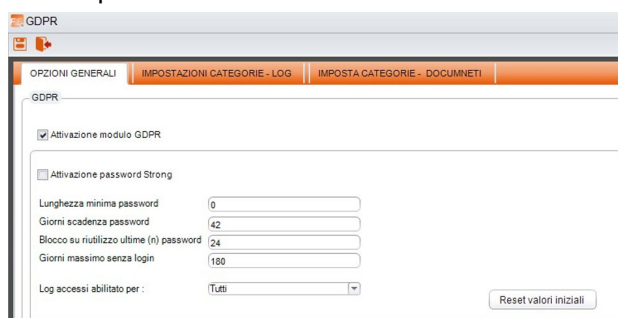 GDPR
OPZIONI GENERALI IMPOSTAZIONI CATEGORIE - LOG IMPOSTA CATEGORIE - DOCUMNETI
GDPR
Attivazione modulo GDPR
Attivazione password Strong
Lunghezza minima password 0
Giorni scadenza password 42
Blocco su riutilizzo ultime (n) password 24
Giorni massimo senza login 180
Log accessi abilitato per : Tutti
Reset valori iniziali